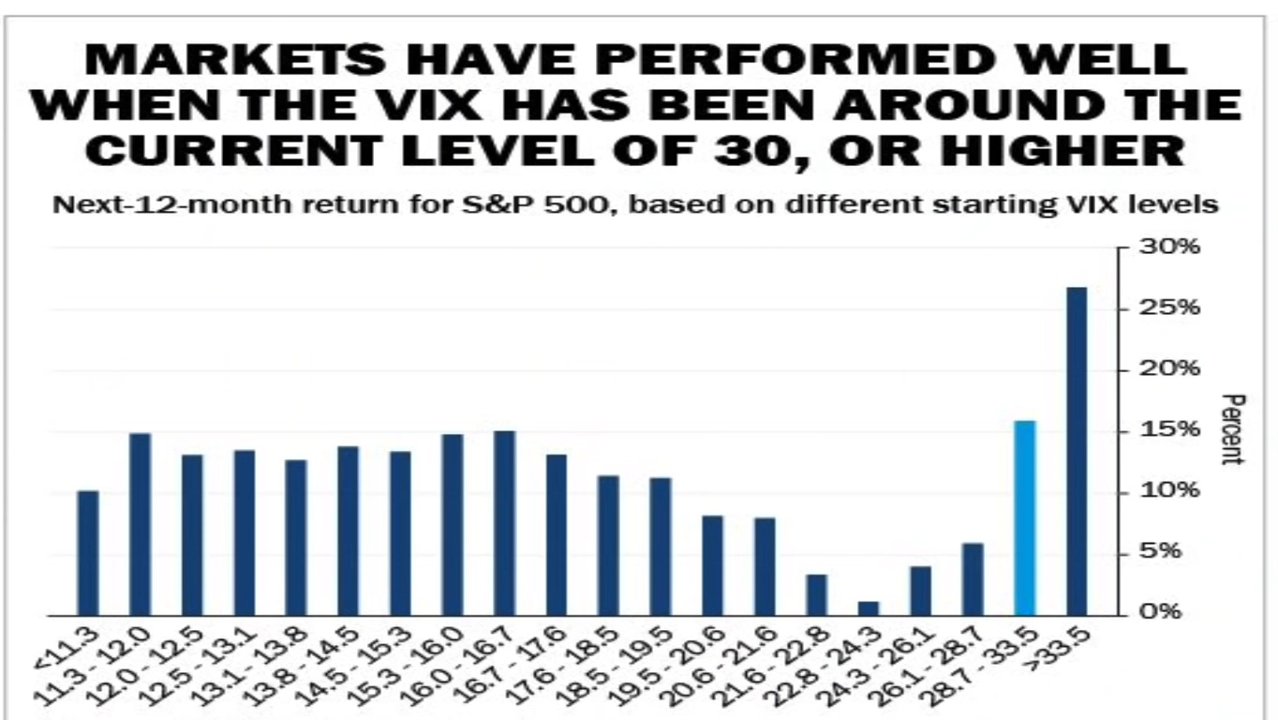 MARKETS HAVE PERFORMED WELL
WHEN THE VIX HAS BEEN AROUND THE
CURRENT LEVEL OF 30, OR HIGHER
Next-12-month return for S&P 500, based on different starting VIX levels
30%
25%
20%
15%
10%
5%
0%
Percent
<11.3
11.3 - 12.0
12.0 - 12.5
12.5 - 13.1
13.1 - 13.8
13.8 - 14.5
14.5 - 15.3
15.3 - 16.0
16.0 - 16.7
16.7 - 17.6
17.6 - 18.5
18.5 - 19.5
19.5 - 20.6
20.6 - 21.6
21.6 - 22.8
22.8 - 24.3
24.3 - 26.1
26.1 - 28.7
28.7 - 33.5
>33.5